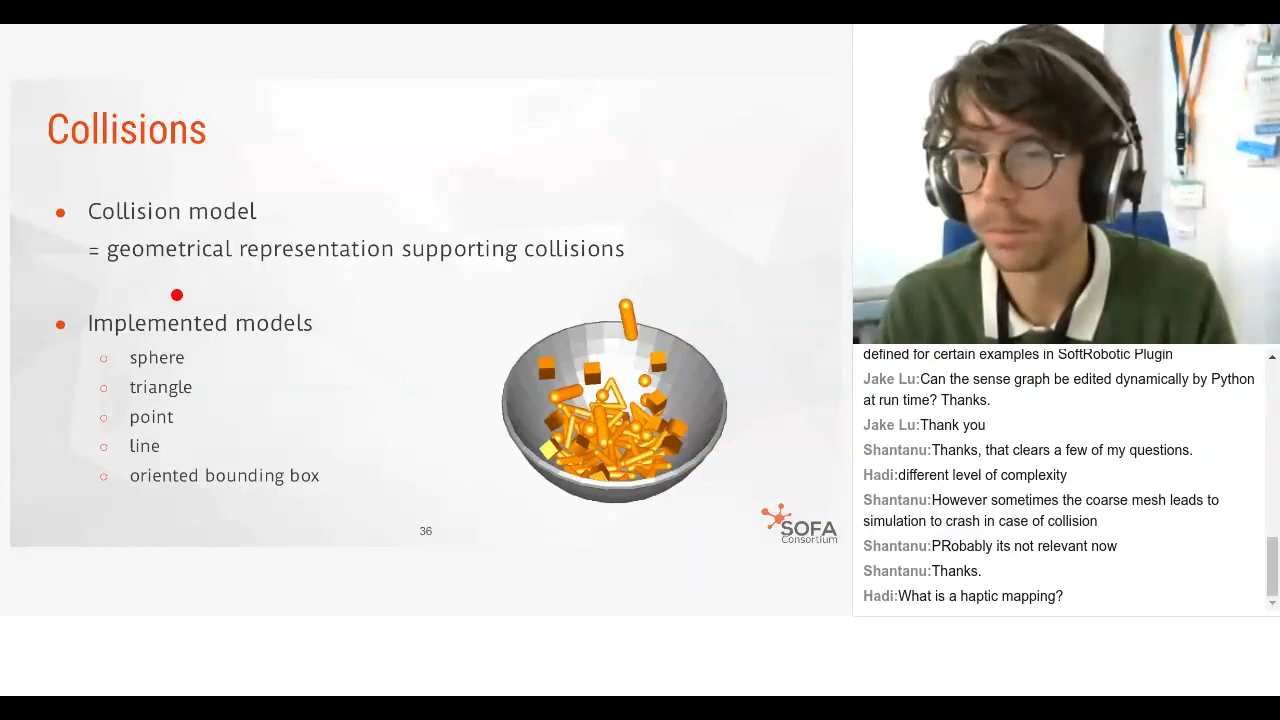 Collisions
Collision model
= geometrical representation supporting collisions
Implemented models
sphere
triangle
point
line
oriented bounding box
36
SOFA
Consortium
defined for certain examples in SoftRobotic Plugin
Jake Lu:Can the sense graph be edited dynamically by Python
at run time? Thanks.
Jake Lu:Thank you
Shantanu:Thanks, that clears a few of my questions.
Hadi:different level of complexity
Shantanu:However sometimes the coarse mesh leads to
simulation to crash in case of collision
Shantanu:PRobably its not relevant now
Shantanu:Thanks.
Hadi:What is a haptic mapping?